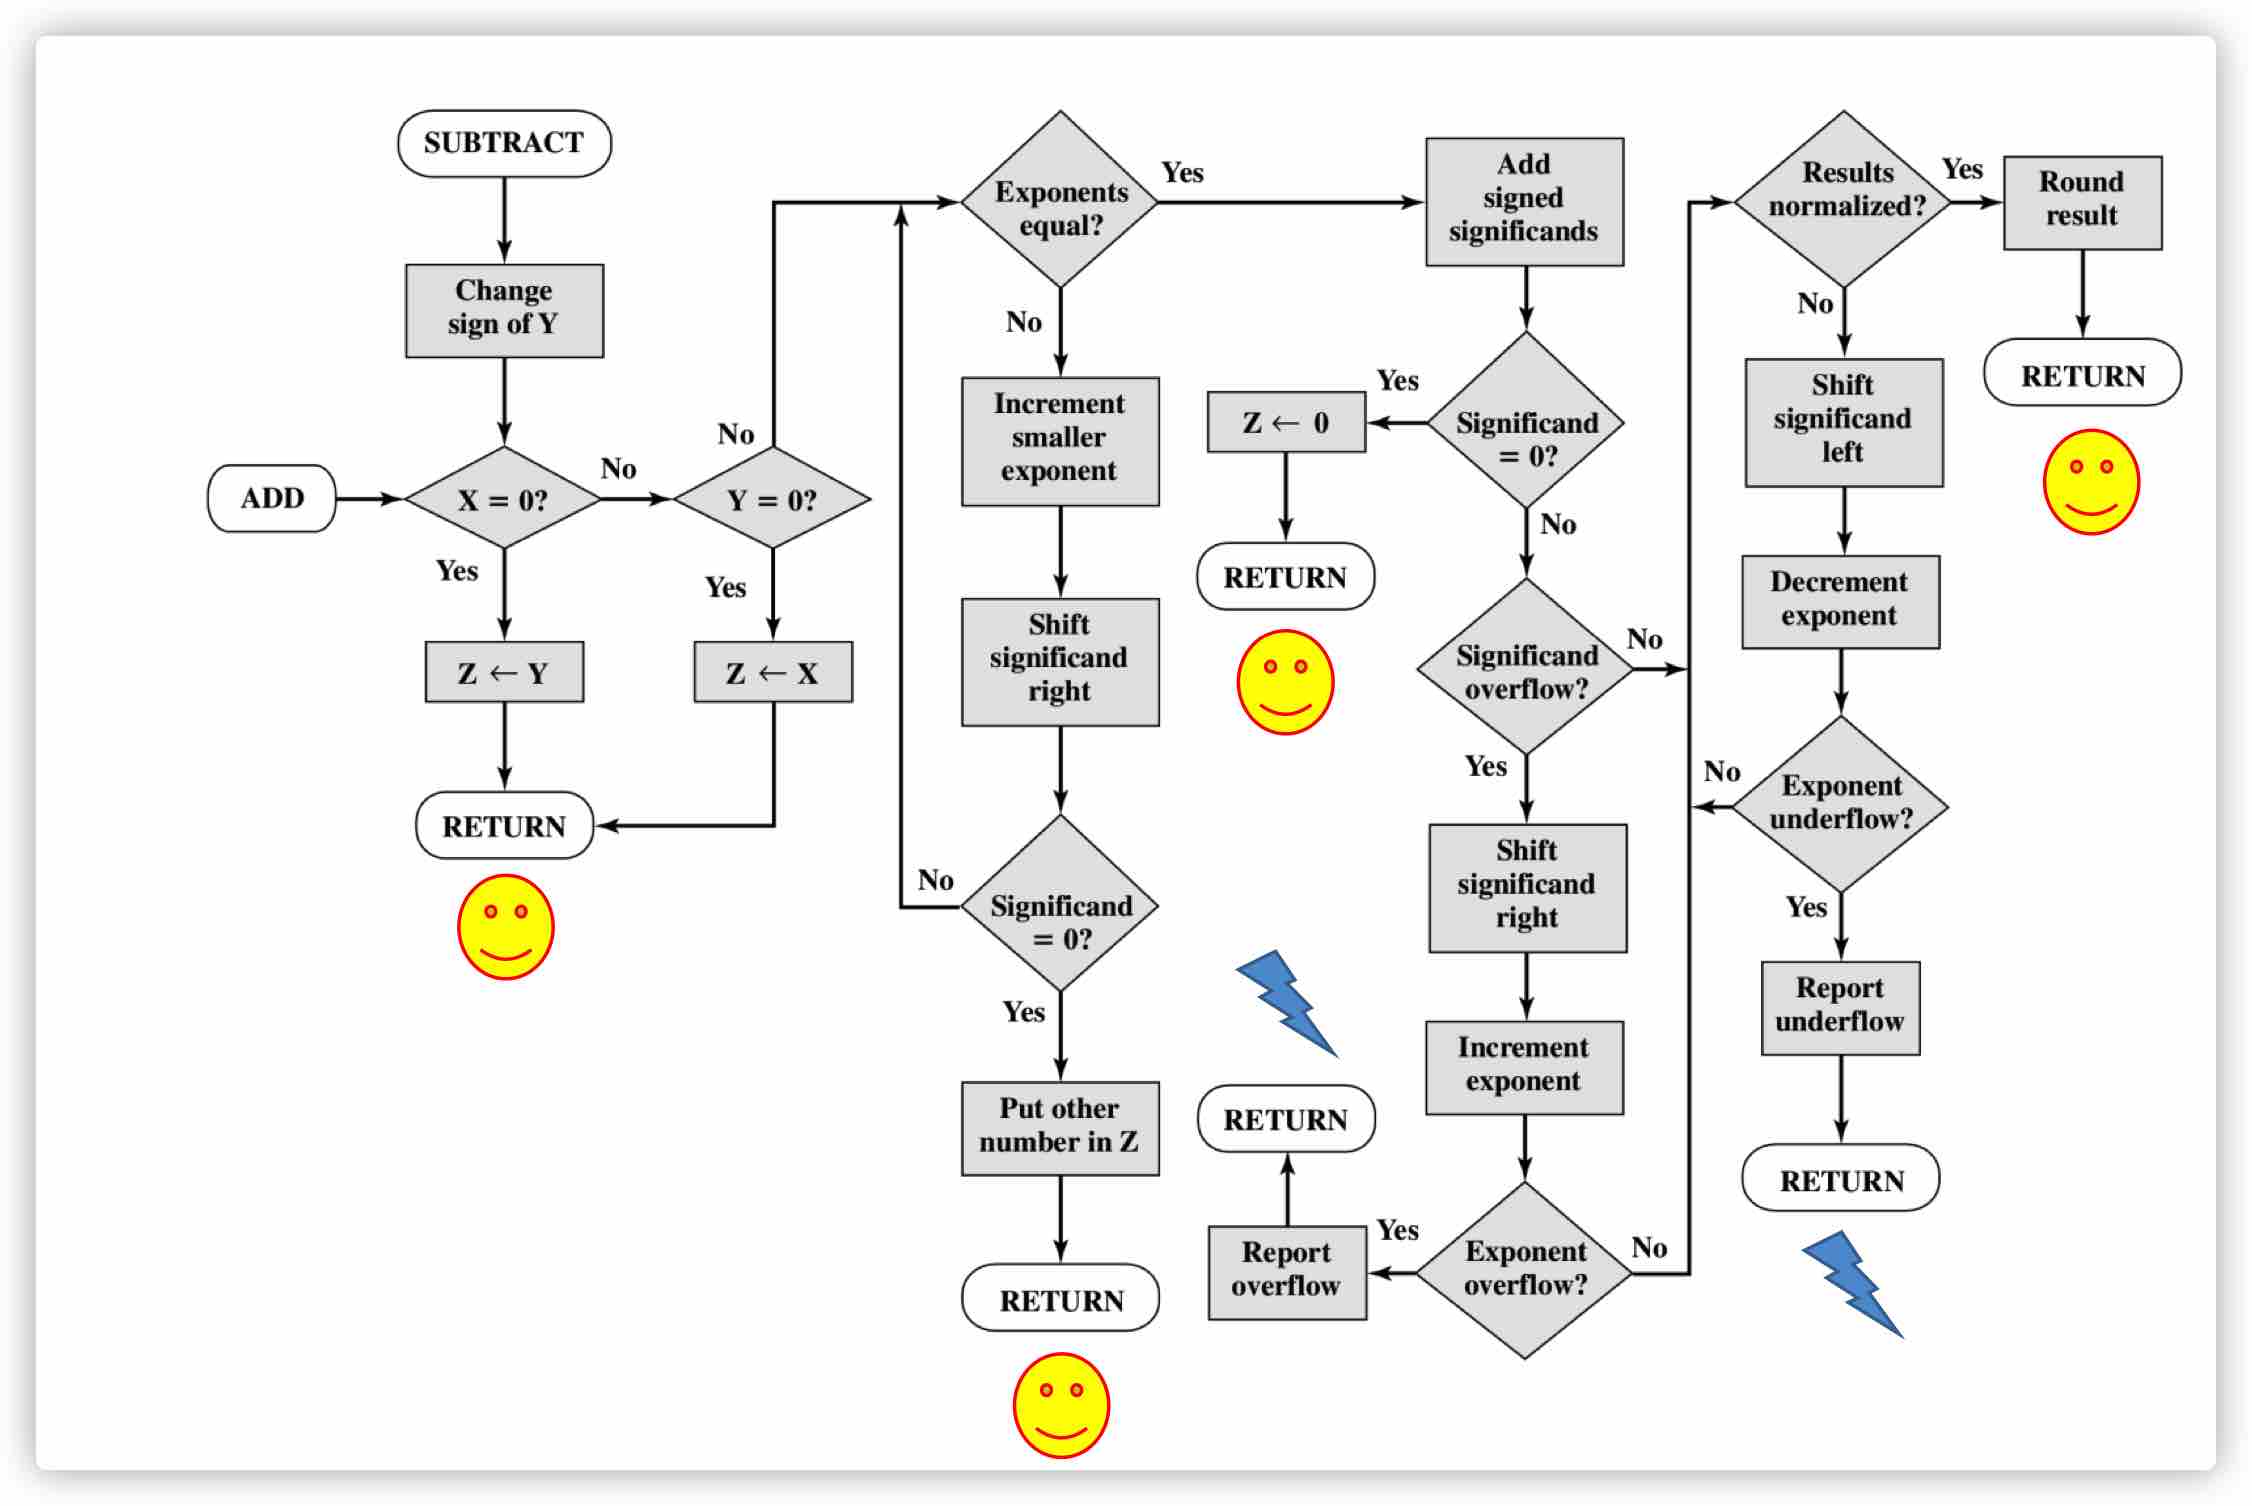 SUBTRACT
Change
sign of Y
ADD
X = 0?
No
Yes
Z ← Y
RETURN
Y = 0?
No
Yes
Z ← X
Exponents
equal?
Yes
No
Increment
smaller
exponent
Shift
significand
right
Significand
= 0?
No
Yes
Put other
number in Z
RETURN
Add
signed
significands
Significand
= 0?
Yes
Z ← 0
RETURN
No
Significand
overflow?
No
Yes
Shift
significand
right
Increment
exponent
Exponent
overflow?
Yes
Report
overflow
RETURN
No
Results
normalized?
Yes
Round
result
RETURN
No
Shift
significand
left
Decrement
exponent
Exponent
underflow?
No
Yes
Report
underflow
RETURN